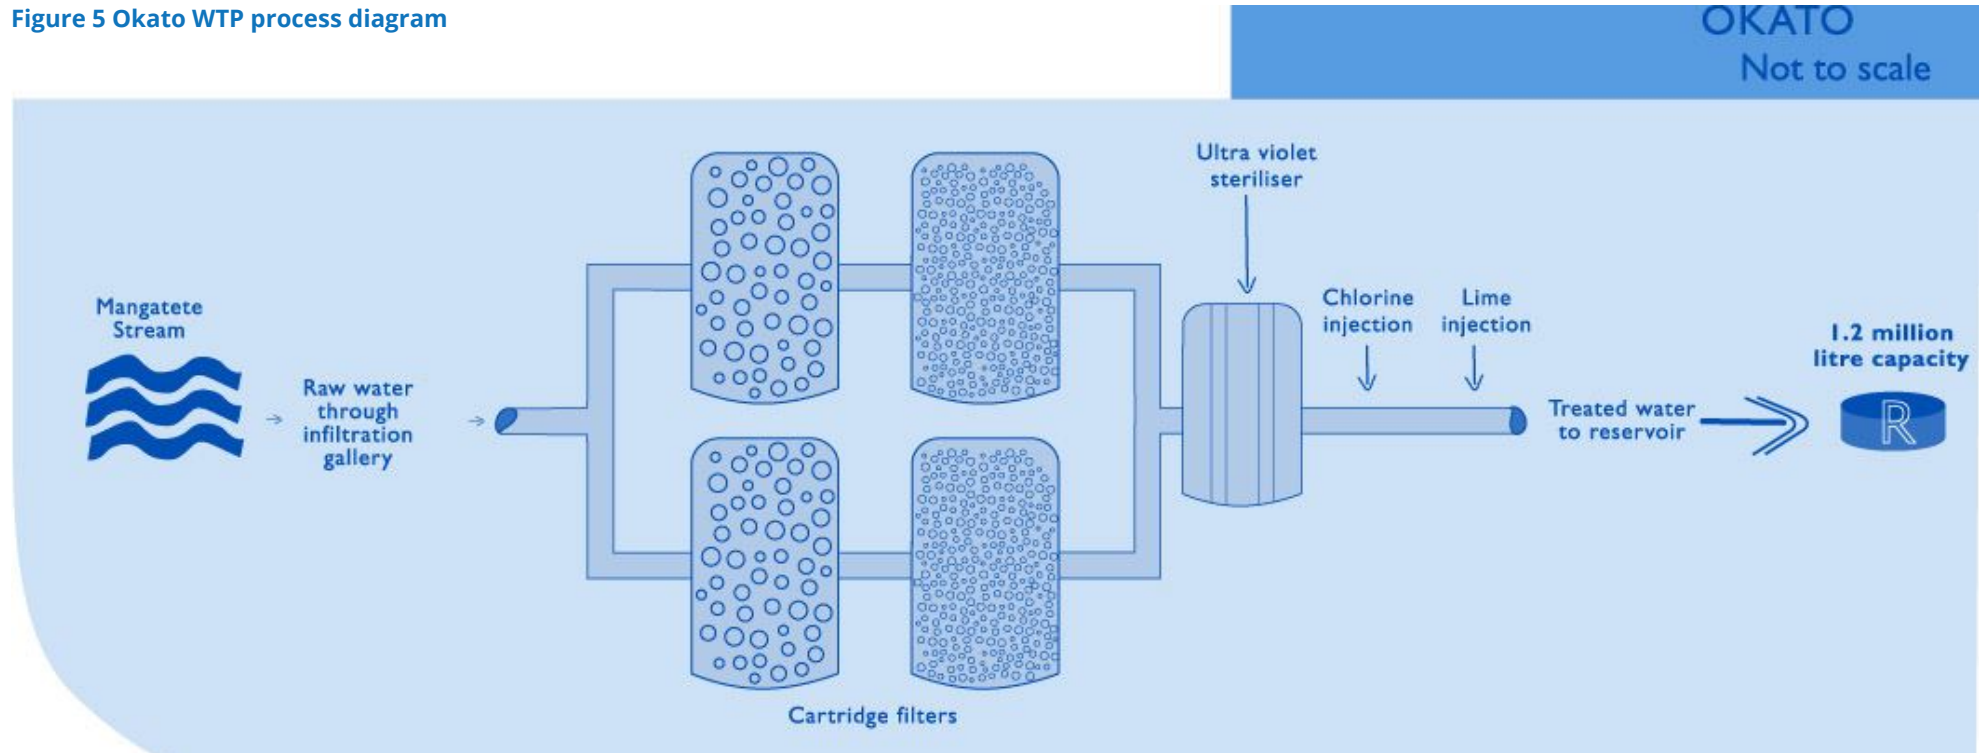 Figure 5 Okato WTP process diagram
OKATO
Not to scale
Mangatete
Stream
Raw water
through
infiltration
gallery
Cartridge filters
Ultra violet
steriliser
Chlorine
injection
Lime
injection
Treated water
to reservoir
1.2 million
litre capacity
R